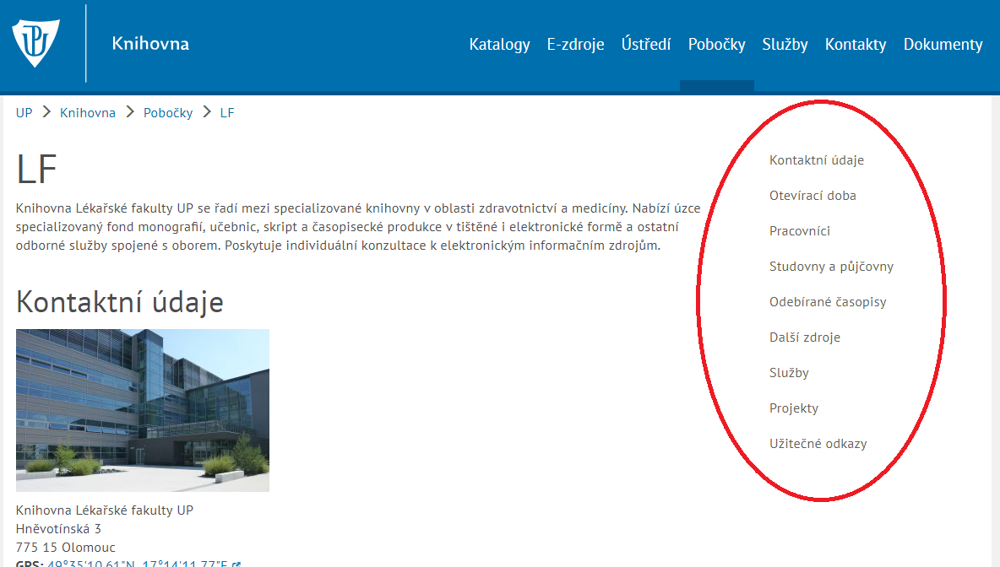 UP
Knihovna
Katalogy E-zdroje Ústředí Pobočky Služby Kontakty Dokumenty
UP Knihovna Pobočky LF
LF
Knihovna Lékařské fakulty UP se řadí mezi specializované knihovny v oblasti zdravotnictví a medicíny. Nabízí úzce
specializovaný fond monografií, učebnic, skript a časopisecké produkce v tištěné i elektronické formě a ostatní
odborné služby spojené s oborem. Poskytuje individuální konzultace k elektronickým informačním zdrojům.
Kontaktní údaje
Knihovna Lékařské fakulty UP
Hněvotínská 3
775 15 Olomouc
GPS: 49°35'10.61"N, 17°14'11.77"E
Kontaktní údaje
Otevírací doba
Pracovníci
Studovny a půjčovny
Odebírané časopisy
Další zdroje
Služby
Projekty
Užitečné odkazy